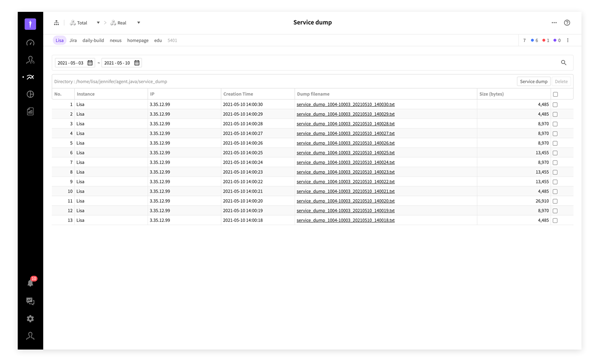 Total Real Service dump
Lisa Jira daily-build nexus homepage edu 5451 6 1 0
2021 - 05 - 03 ~ 2021 - 05 - 10
Directory : /home/lisa/jennifer/agent.java/service_dump Service dump Delete
No. Instance IP Creation Time Dump filename Size (bytes)
1 Lisa 3.35.12.99 2021-05-10 14:00:30 service_dump_1004-10003_20210510_140030.txt 4,485
2 Lisa 3.35.12.99 2021-05-10 14:00:29 service_dump_1004-10003_20210510_140029.txt 4,485
3 Lisa 3.35.12.99 2021-05-10 14:00:28 service_dump_1004-10003_20210510_140028.txt 8,970
4 Lisa 3.35.12.99 2021-05-10 14:00:27 service_dump_1004-10003_20210510_140027.txt 8,970
5 Lisa 3.35.12.99 2021-05-10 14:00:26 service_dump_1004-10003_20210510_140026.txt 8,970
6 Lisa 3.35.12.99 2021-05-10 14:00:25 service_dump_1004-10003_20210510_140025.txt 13,455
7 Lisa 3.35.12.99 2021-05-10 14:00:24 service_dump_1004-10003_20210510_140024.txt 8,970
8 Lisa 3.35.12.99 2021-05-10 14:00:23 service_dump_1004-10003_20210510_140023.txt 13,455
9 Lisa 3.35.12.99 2021-05-10 14:00:22 service_dump_1004-10003_20210510_140022.txt 13,455
10 Lisa 3.35.12.99 2021-05-10 14:00:21 service_dump_1004-10003_20210510_140021.txt 4,485
11 Lisa 3.35.12.99 2021-05-10 14:00:20 service_dump_1004-10003_20210510_140020.txt 26,910
12 Lisa 3.35.12.99 2021-05-10 14:00:19 service_dump_1004-10003_20210510_140019.txt 8,970
13 Lisa 3.35.12.99 2021-05-10 14:00:18 service_dump_1004-10003_20210510_140018.txt 4,485